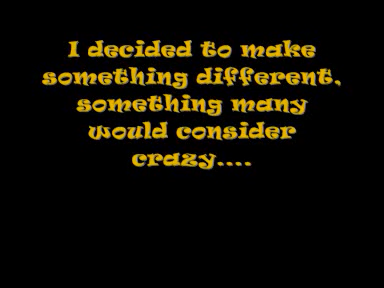 I decided to make
something different,
something many
would consider
crazy....